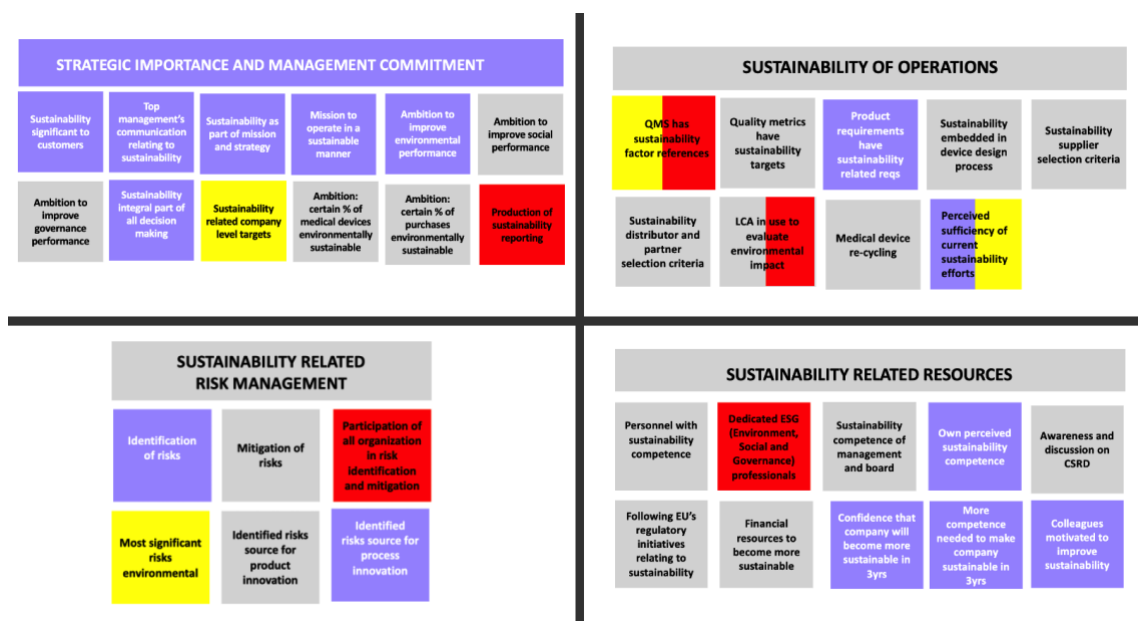 STRATEGIC IMPORTANCE AND MANAGEMENT COMMITMENT
Sustainability
significant to
customers
Top
management's
communication
relating to
sustainability
Sustainability as
part of mission
and strategy
Mission to
operate in a
sustainable
manner
Ambition to
improve
environmental
performance
Ambition to
improve social
performance
Ambition to
improve
governance
performance
Sustainability
integral part of
all decision
making
Sustainability
related company
level targets
Ambition:
certain % of
medical devices
environmentally
sustainable
Ambition:
certain % of
purchases
environmentally
sustainable
Production of
sustainability
reporting
SUSTAINABILITY OF OPERATIONS
QMS has
sustainability
factor references
Quality metrics
have
sustainability
targets
Product
requirements
have
sustainability
related reqs
Sustainability
embedded in
device design
process
Sustainability
supplier
selection criteria
Sustainability
distributor and
partner
selection criteria
LCA in use to
evaluate
environmental
impact
Medical device
re-cycling
Perceived
sufficiency of
current
sustainability
efforts
SUSTAINABILITY RELATED
RISK MANAGEMENT
Identification
of risks
Mitigation of
risks
Participation of
all organization
in risk
identification
and mitigation
Most significant
risks
environmental
Identified risks
source for
product
innovation
Identified
risks source for
process
innovation
SUSTAINABILITY RELATED RESOURCES
Personnel with
sustainability
competence
Dedicated ESG
(Environment,
Social and
Governance)
professionals
Sustainability
competence of
management
and board
Own perceived
sustainability
competence
Awareness and
discussion on
CSRD
Following EU's
regulatory
initiatives
relating to
sustainability
Financial
resources to
become more
sustainable
Confidence that
company will
become more
sustainable in
3yrs
More
competence
needed to make
company
sustainable in
3yrs
Colleagues
motivated to
improve
sustainability